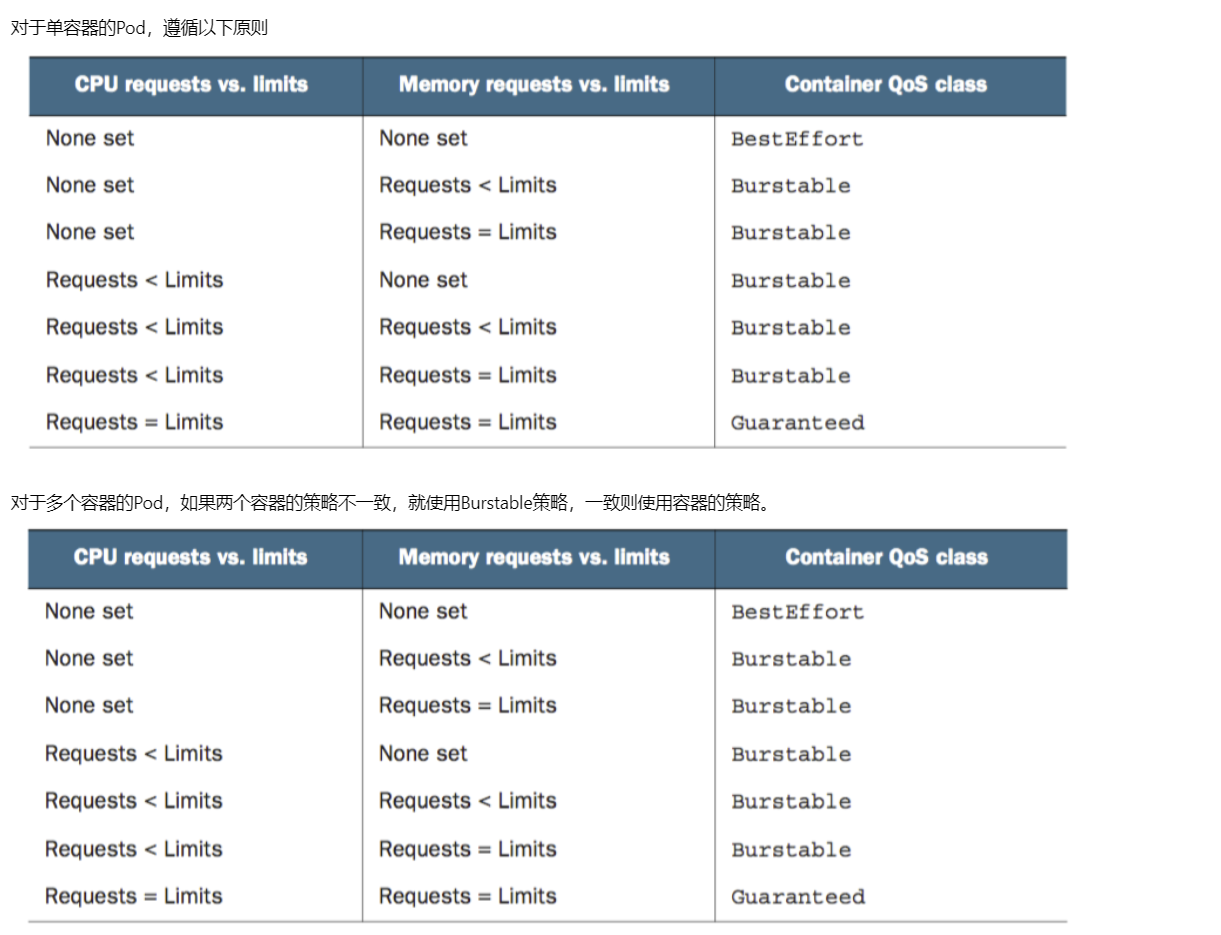 对于单容器的Pod，遵循以下原则
CPU requests vs. limits Memory requests vs. limits Container QoS class
None set None set BestEffort
None set Requests < Limits Burstable
None set Requests = Limits Burstable
Requests < Limits None set Burstable
Requests < Limits Requests < Limits Burstable
Requests < Limits Requests = Limits Burstable
Requests = Limits Requests = Limits Guaranteed
对于多个容器的Pod，如果两个容器的策略不一致，就使用Burstable策略，一致则使用容器的策略。
CPU requests vs. limits Memory requests vs. limits Container QoS class
None set None set BestEffort
None set Requests < Limits Burstable
None set Requests = Limits Burstable
Requests < Limits None set Burstable
Requests < Limits Requests < Limits Burstable
Requests < Limits Requests = Limits Burstable
Requests = Limits Requests = Limits Guaranteed